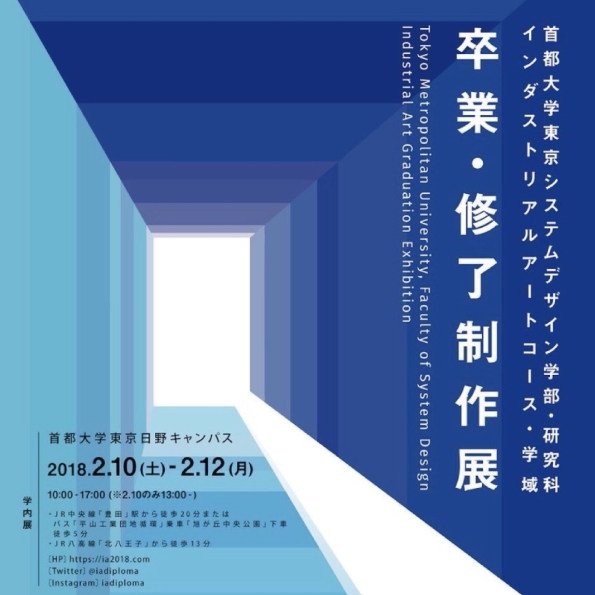 首都大学東京システムデザイン学部・研究科
インダストリアルアートコース・学域
卒業・修了制作展
Tokyo Metropolitan University, Faculty of System Design
Industrial Art Graduation Exhibition
学内展
首都大学東京日野キャンパス
2018.2.10(土)-2.12(月)
10:00-17:00 (※2.10のみ13:00-)
・JR中央線「豊田」駅から徒歩20分または
バス「平山工業団地循環」乗車「旭が丘中央公園」下車
徒歩5分
・JR八高線「北八王子」から徒歩13分
[HP] https://ia2018.com
[Twitter] @iadiploma
[Instagram] iadiploma